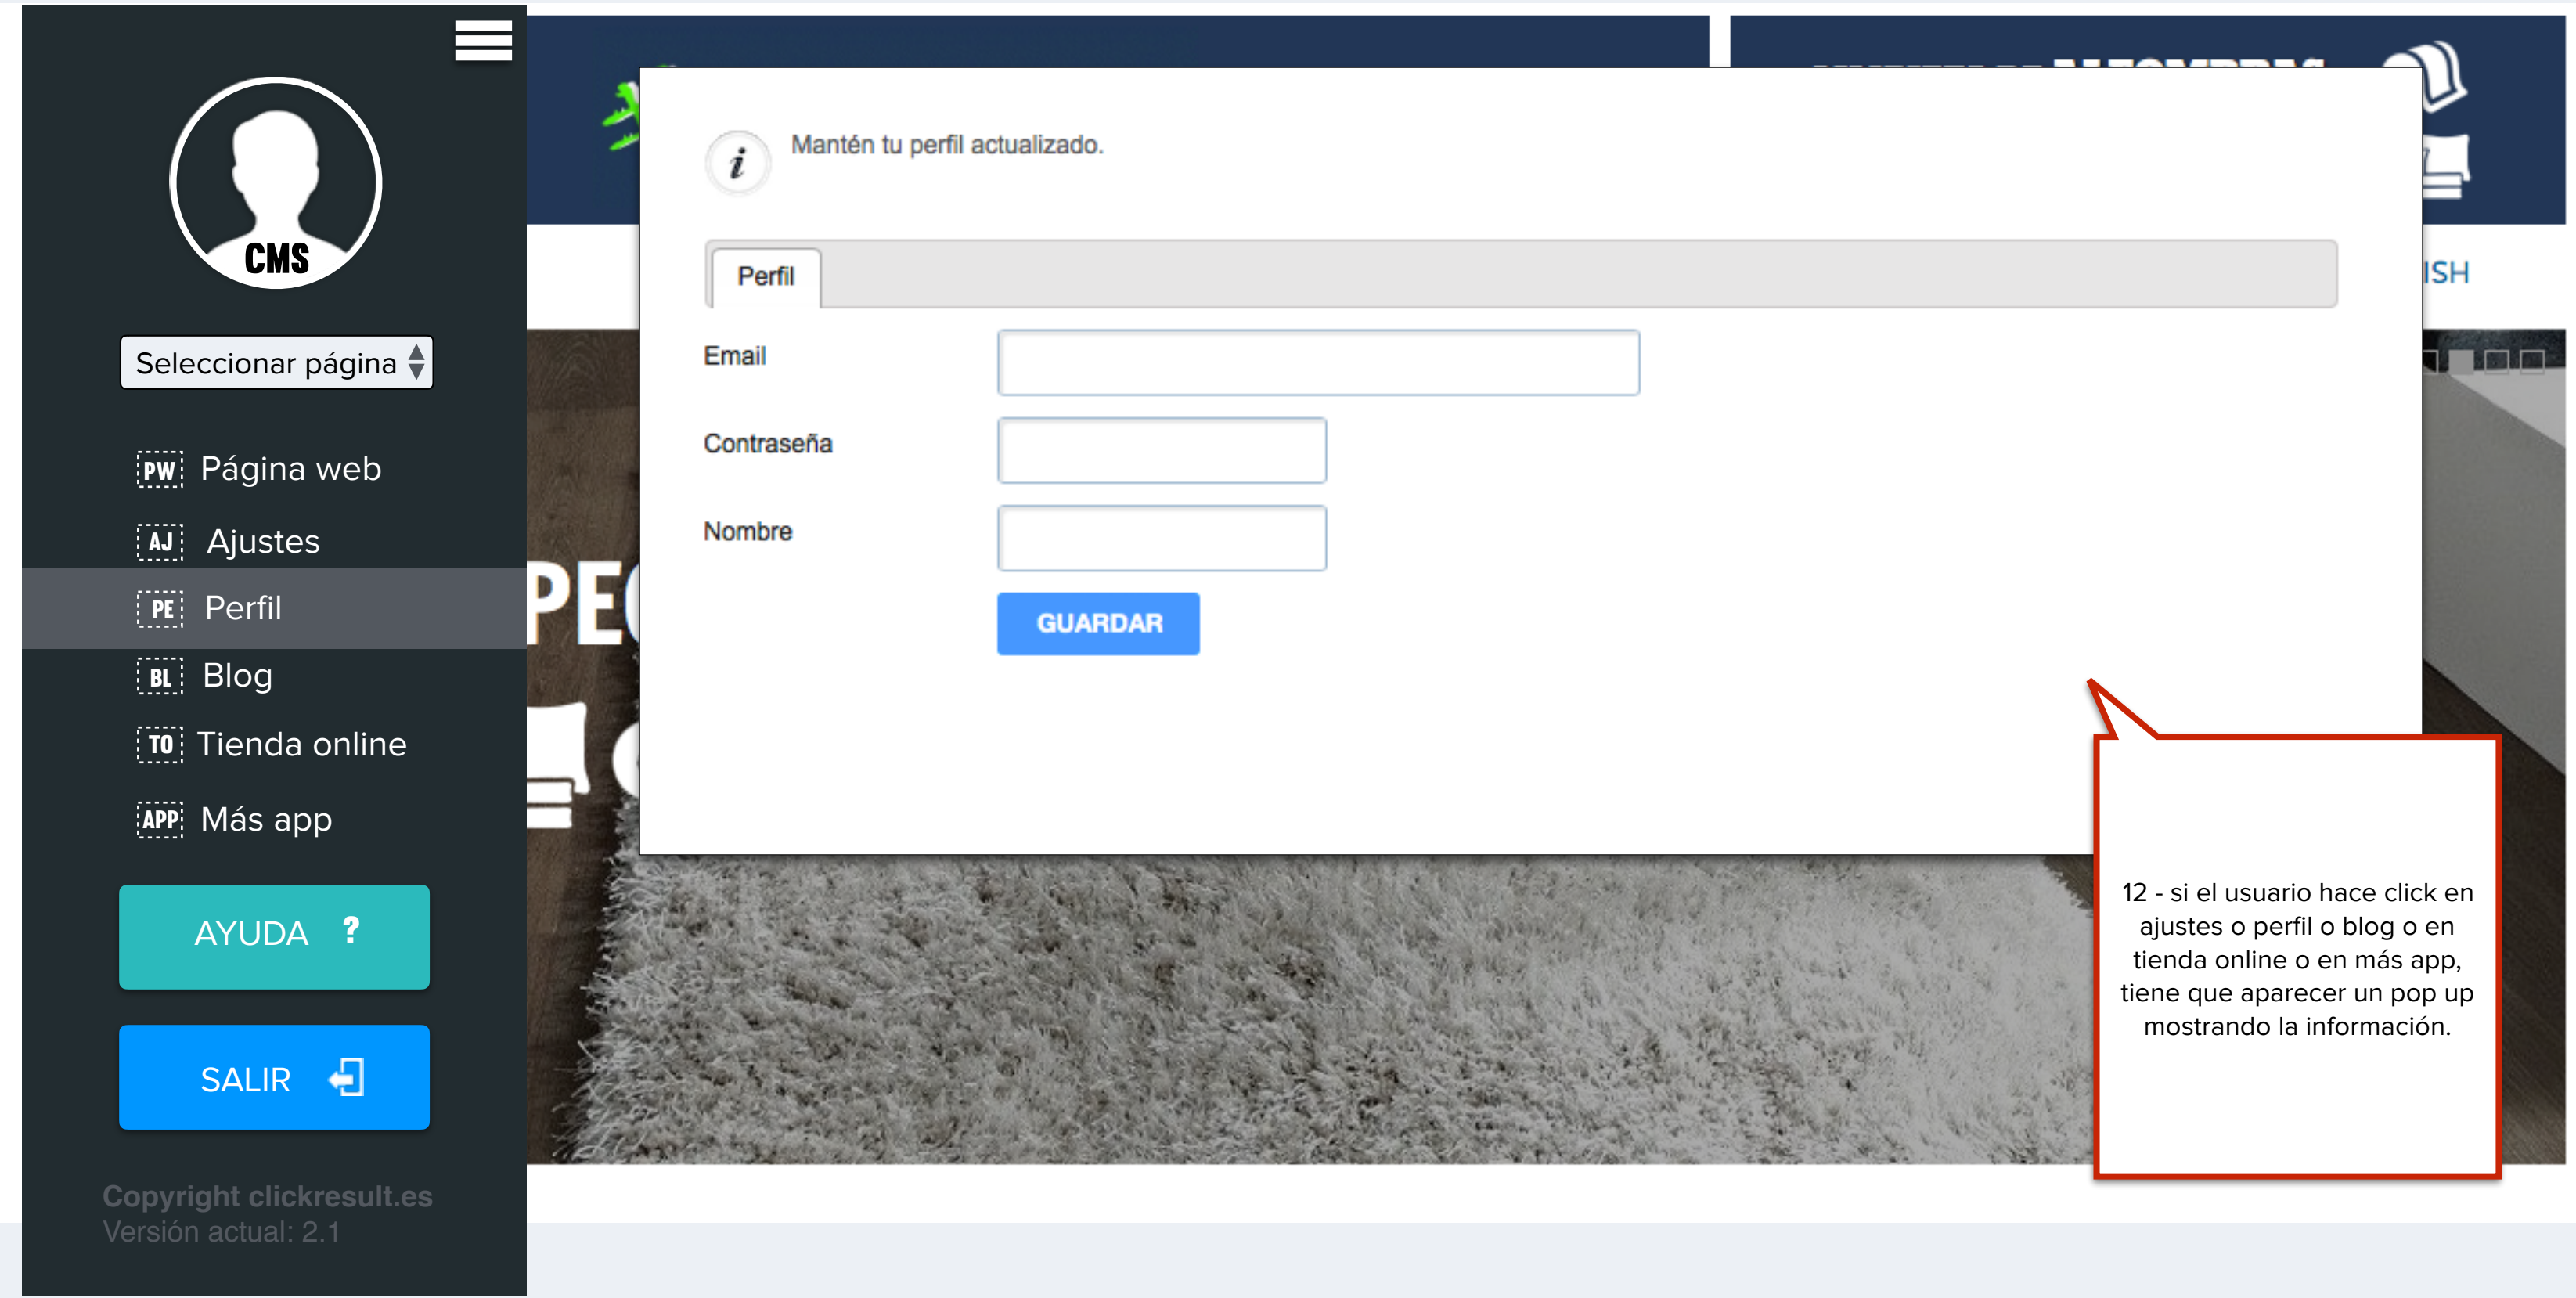 CMS
Seleccionar página
PW Página web
AJ Ajustes
PE Perfil
BL Blog
TO Tienda online
APP Más app
AYUDA ?
SALIR
Copyright clickresult.es
Versión actual: 2.1
i Mantén tu perfil actualizado.
Perfil
Email
Contraseña
Nombre
GUARDAR
ISH
PE
12 - si el usuario hace click en
ajustes o perfil o blog o en
tienda online o en más app,
tiene que aparecer un pop up
mostrando la información.